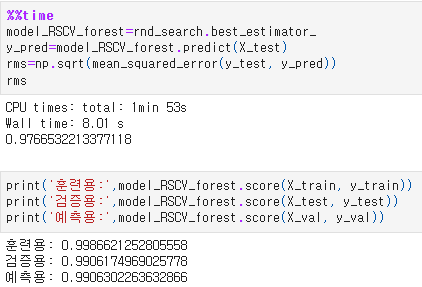 %%time
model_RSCV_forest=rnd_search.best_estimator_
y_pred=model_RSCV_forest.predict(X_test)
rms=np.sqrt(mean_squared_error(y_test, y_pred))
rms
CPU times: total: 1min 53s
Wall time: 8.01 s
0.9766532213377118
print('훈련용:',model_RSCV_forest.score(X_train, y_train))
print('검증용:',model_RSCV_forest.score(X_test, y_test))
print('예측용:',model_RSCV_forest.score(X_val, y_val))
훈련용: 0.9986621252805558
검증용: 0.9906174969025778
예측용: 0.9906302263632866